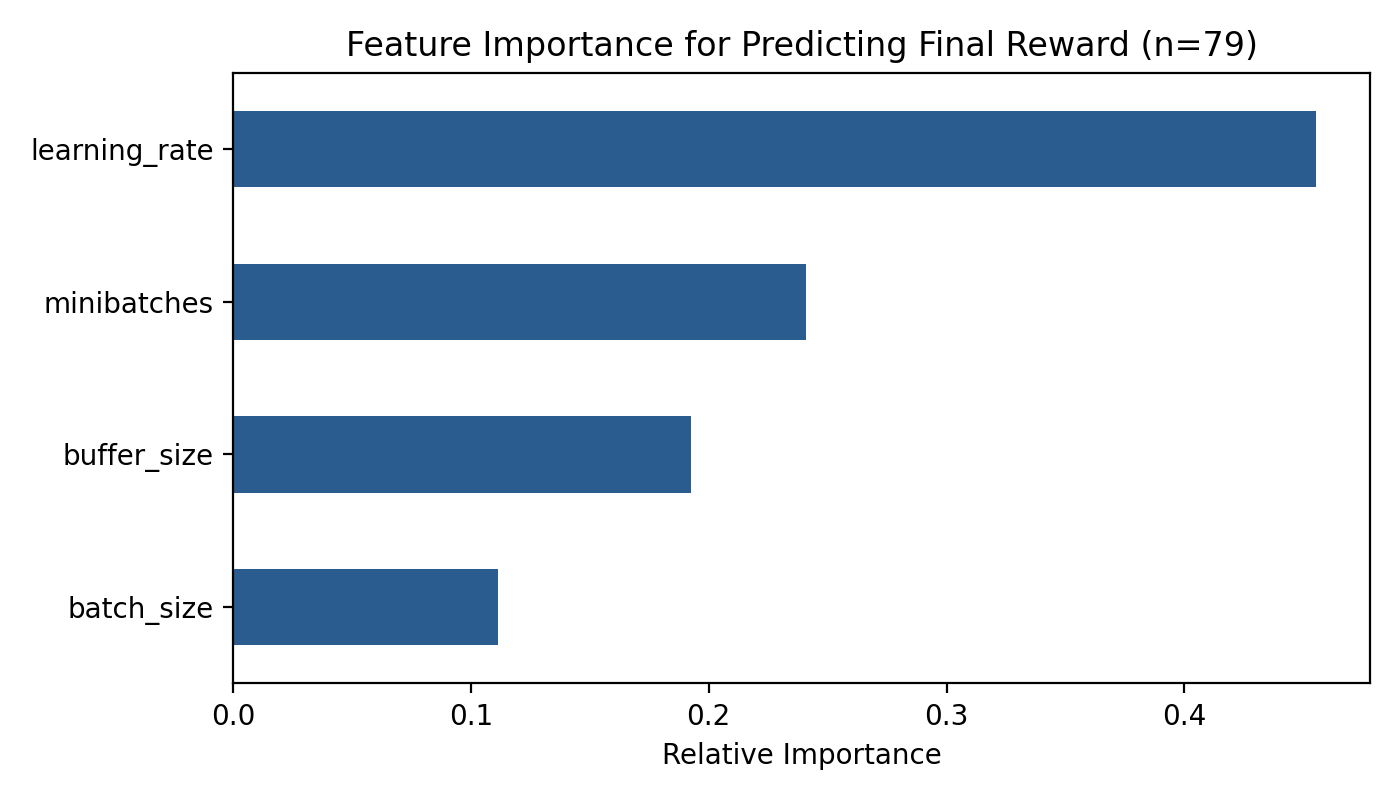 Feature Importance for Predicting Final Reward (n=79)
learning_rate
minibatches
buffer_size
batch_size
0.0 0.1 0.2 0.3 0.4
Relative Importance